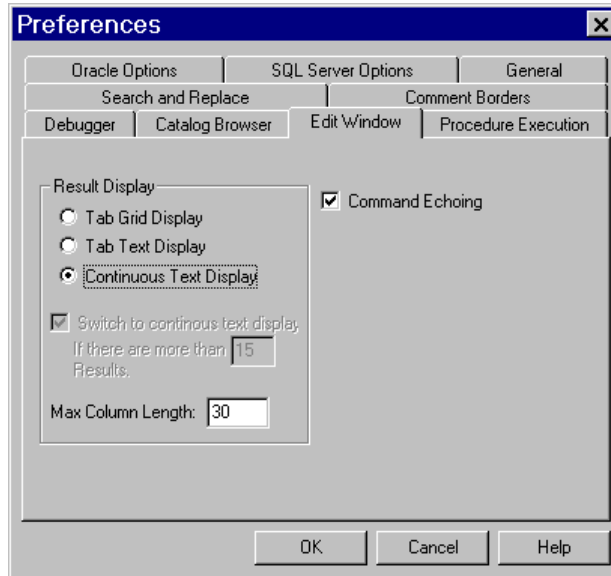 Preferences
Oracle Options SQL Server Options General
Search and Replace Comment Borders
Debugger Catalog Browser Edit Window Procedure Execution
Result Display
Command Echoing
Tab Grid Display
Tab Text Display
Continuous Text Display
Switch to continous text display
If there are more than 15
Results.
Max Column Length: 30
OK Cancel Help